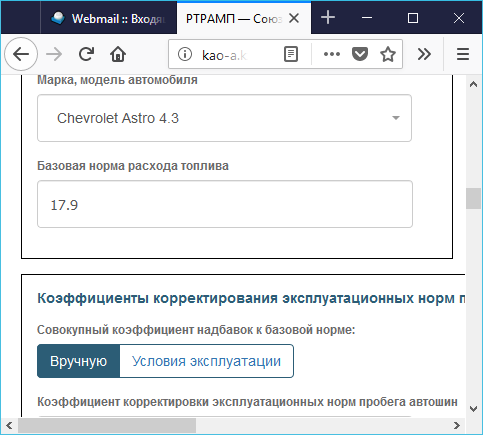 Webmail :: Входя
РТРАМП — Союз
kao-a.k
Марка, модель автомобиля
Chevrolet Astro 4.3
Базовая норма расхода топлива
17.9
Коэффициенты корректирования эксплуатационных норм п
Совокупный коэффициент надбавок к базовой норме:
Вручную Условия эксплуатации
Коэффициент корректировки эксплуатационных норм пробега автошин